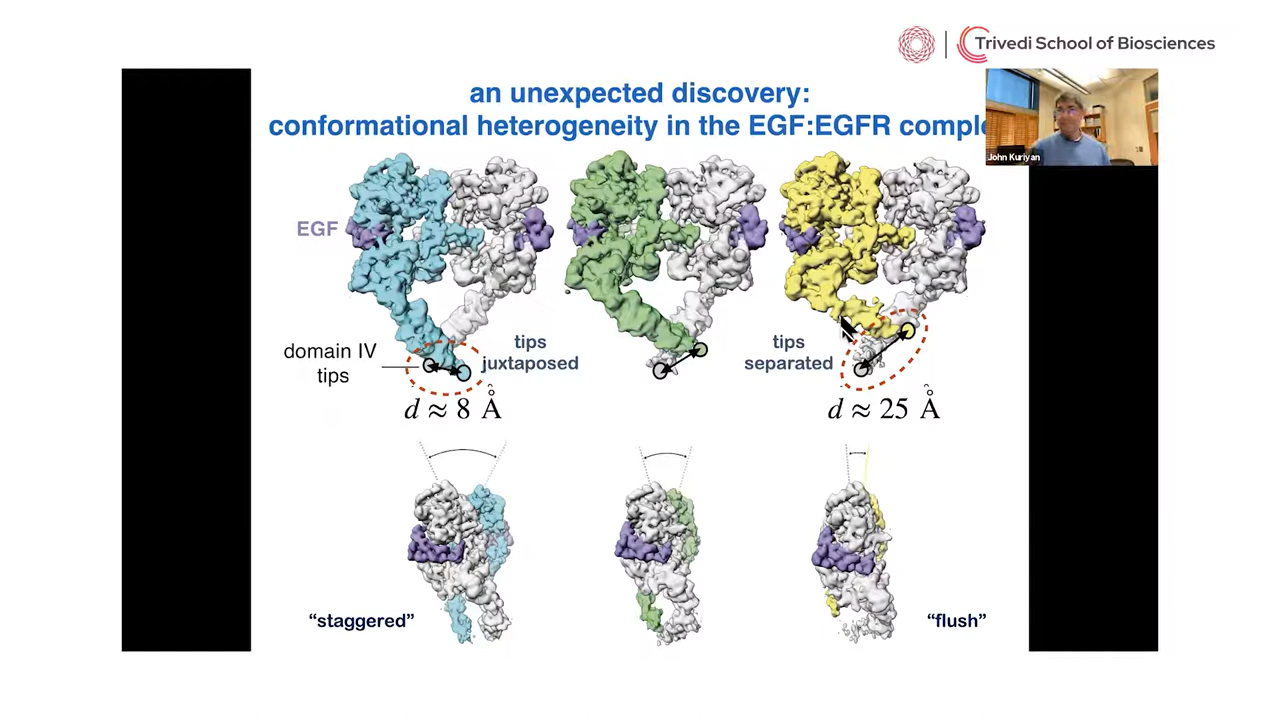 Trivedi School of Biosciences
an unexpected discovery:
conformational heterogeneity in the EGF:EGFR comple
John Kuriyan
EGF
domain IV
tips
tips
juxtaposed
tips
separated
d ≈ 8 Å
d ≈ 25 Å
“staggered”
“flush”